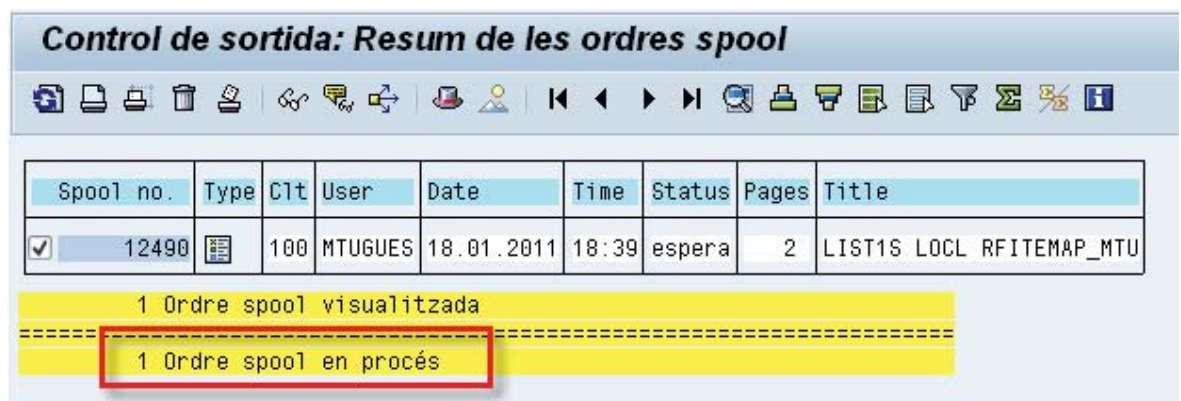 Control de sortida: Resum de les ordres spool
Spool no. Type Clt User Date Time Status Pages Title
12490 100 MTUGUES 18.01.2011 18:39 espera 2 LIST1S LOCL RFITEMAP_MTU
1 Ordre spool visualitzada
======================================================================
1 Ordre spool en procés